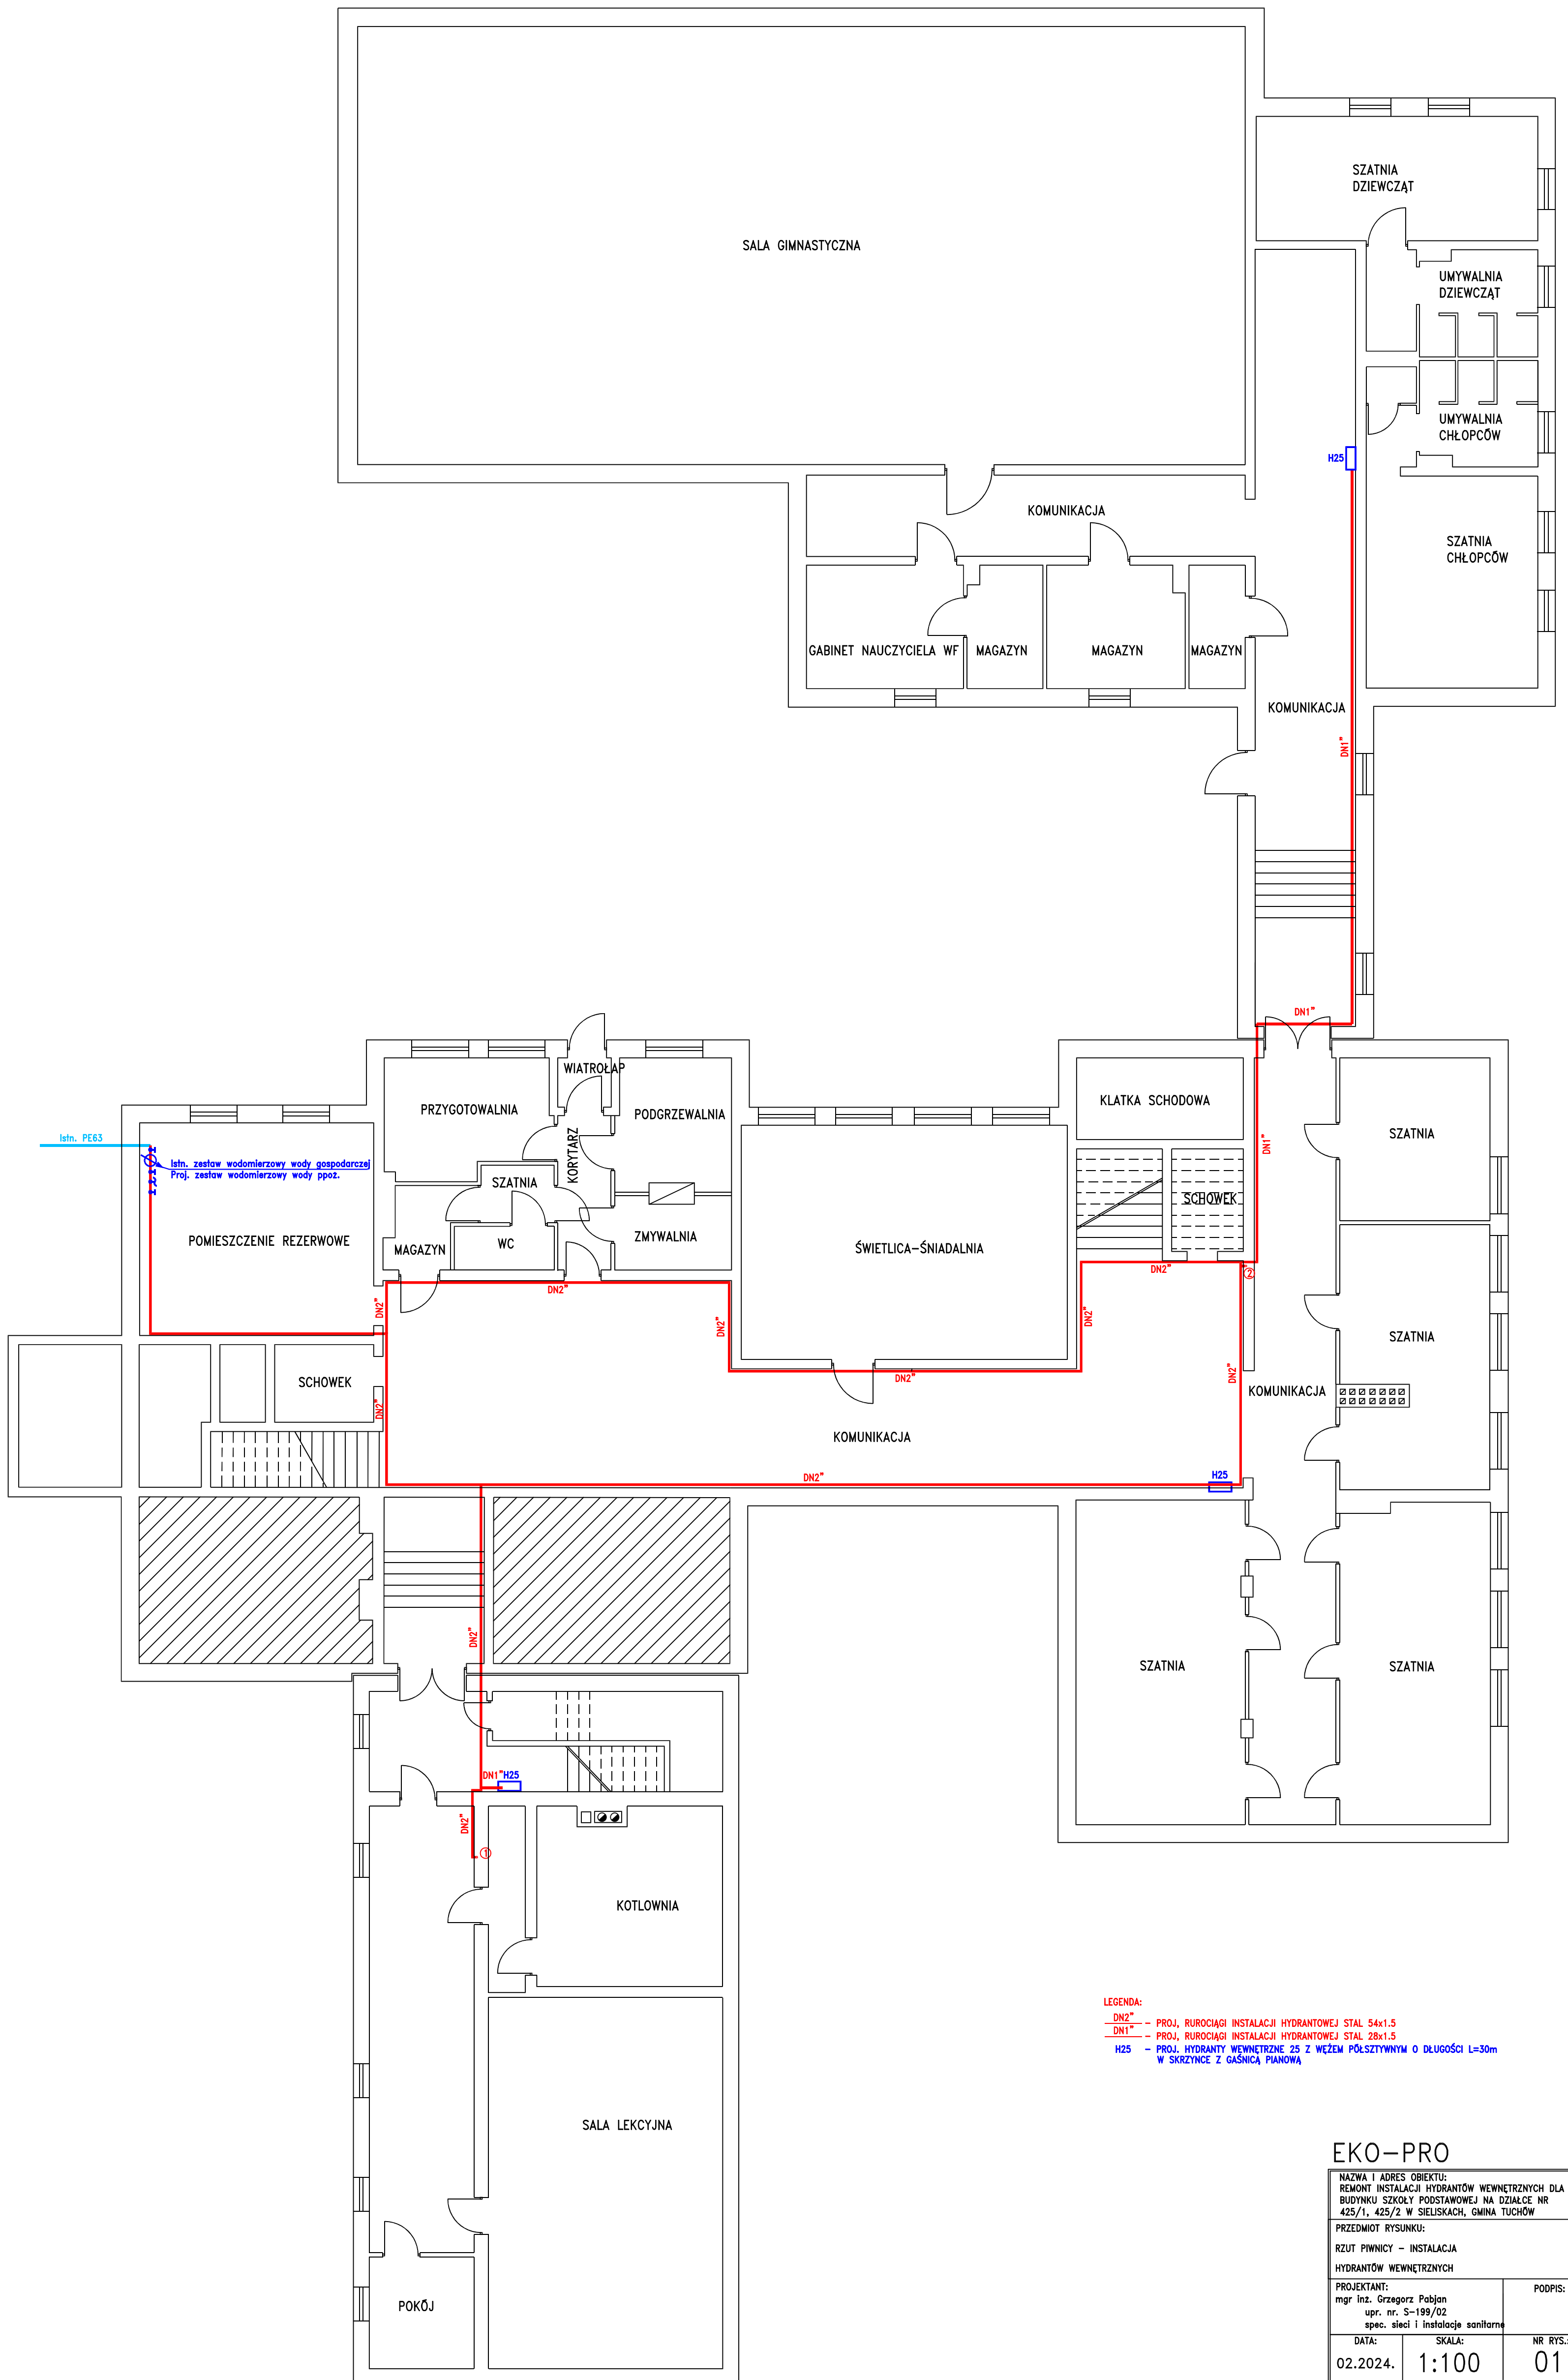 SZATNIA
DZIEWCZĄT
SALA GIMNASTYCZNA
UMYWALNIA
DZIEWCZĄT
UMYWALNIA
CHŁOPCÓW
H25
KOMUNIKACJA
SZATNIA
CHŁOPCÓW
GABINET NAUCZYCIELA WF
MAGAZYN
MAGAZYN
MAGAZYN
KOMUNIKACJA
DN1"
DN1"
WIATROŁAP
PRZYGOTOWALNIA
PODGRZEWALNIA
KLATKA SCHODOWA
Istn. PE63
SZATNIA
DN1"
KORYTARZ
Istn. zestaw wodomierzowy wody gospodarczej
Proj. zestaw wodomierzowy wody ppoż.
SZATNIA
SCHOWEK
POMIESZCZENIE REZERWOWE
MAGAZYN
WC
ZMYWALNIA
ŚWIETLICA-ŚNIADALNIA
DN2"
2
DN2"
DN2"
DN2"
DN2"
SZATNIA
DN2"
DN2"
SCHOWEK
DN2"
KOMUNIKACJA
DN2"
KOMUNIKACJA
H25
DN2"
DN2"
SZATNIA
SZATNIA
DN1"
H25
DN2"
1
KOTLOWNIA
LEGENDA:
DN2" - PROJ, RUROCIĄGI INSTALACJI HYDRANTOWEJ STAL 54x1.5
DN1" - PROJ, RUROCIĄGI INSTALACJI HYDRANTOWEJ STAL 28x1.5
H25 - PROJ. HYDRANTY WEWNĘTRZNE 25 Z WĘŻEM PÓŁSZTYWNYM O DŁUGOŚCI L=30m
W SKRZYNCE Z GAŚNICĄ PIANOWĄ
SALA LEKCYJNA
POKÓJ
EKO-PRO
NAZWA I ADRES OBIEKTU:
REMONT INSTALACJI HYDRANTÓW WEWNĘTRZNYCH DLA
BUDYNKU SZKOŁY PODSTAWOWEJ NA DZIAŁCE NR
425/1, 425/2 W SIELISKACH, GMINA TUCHÓW
PRZEDMIOT RYSUNKU:
RZUT PIWNICY - INSTALACJA
HYDRANTÓW WEWNĘTRZNYCH
PROJEKTANT:
PODPIS:
mgr inż. Grzegorz Pabjan
upr. nr. S-199/02
spec. sieci i instalacje sanitarne
DATA:
SKALA:
NR RYS.:
02.2024.
1:100
01